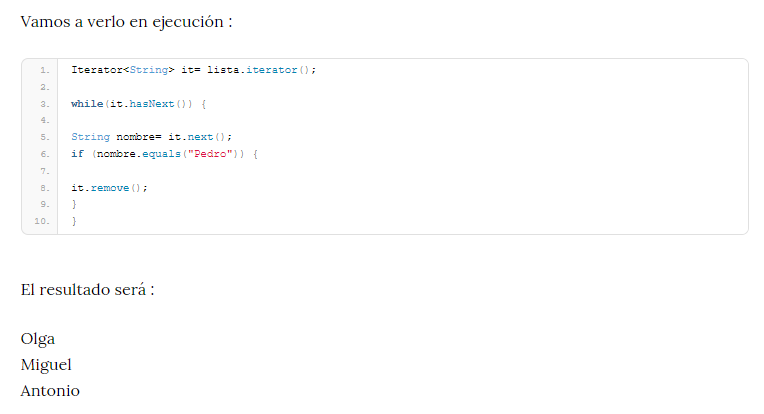 Vamos a verlo en ejecución :
1. Iterator<String> it= lista.iterator();
2.
3. while(it.hasNext()) {
4.
5. String nombre= it.next();
6. if (nombre.equals("Pedro")) {
7.
8. it.remove();
9. }
10. }
El resultado será :
Olga
Miguel
Antonio